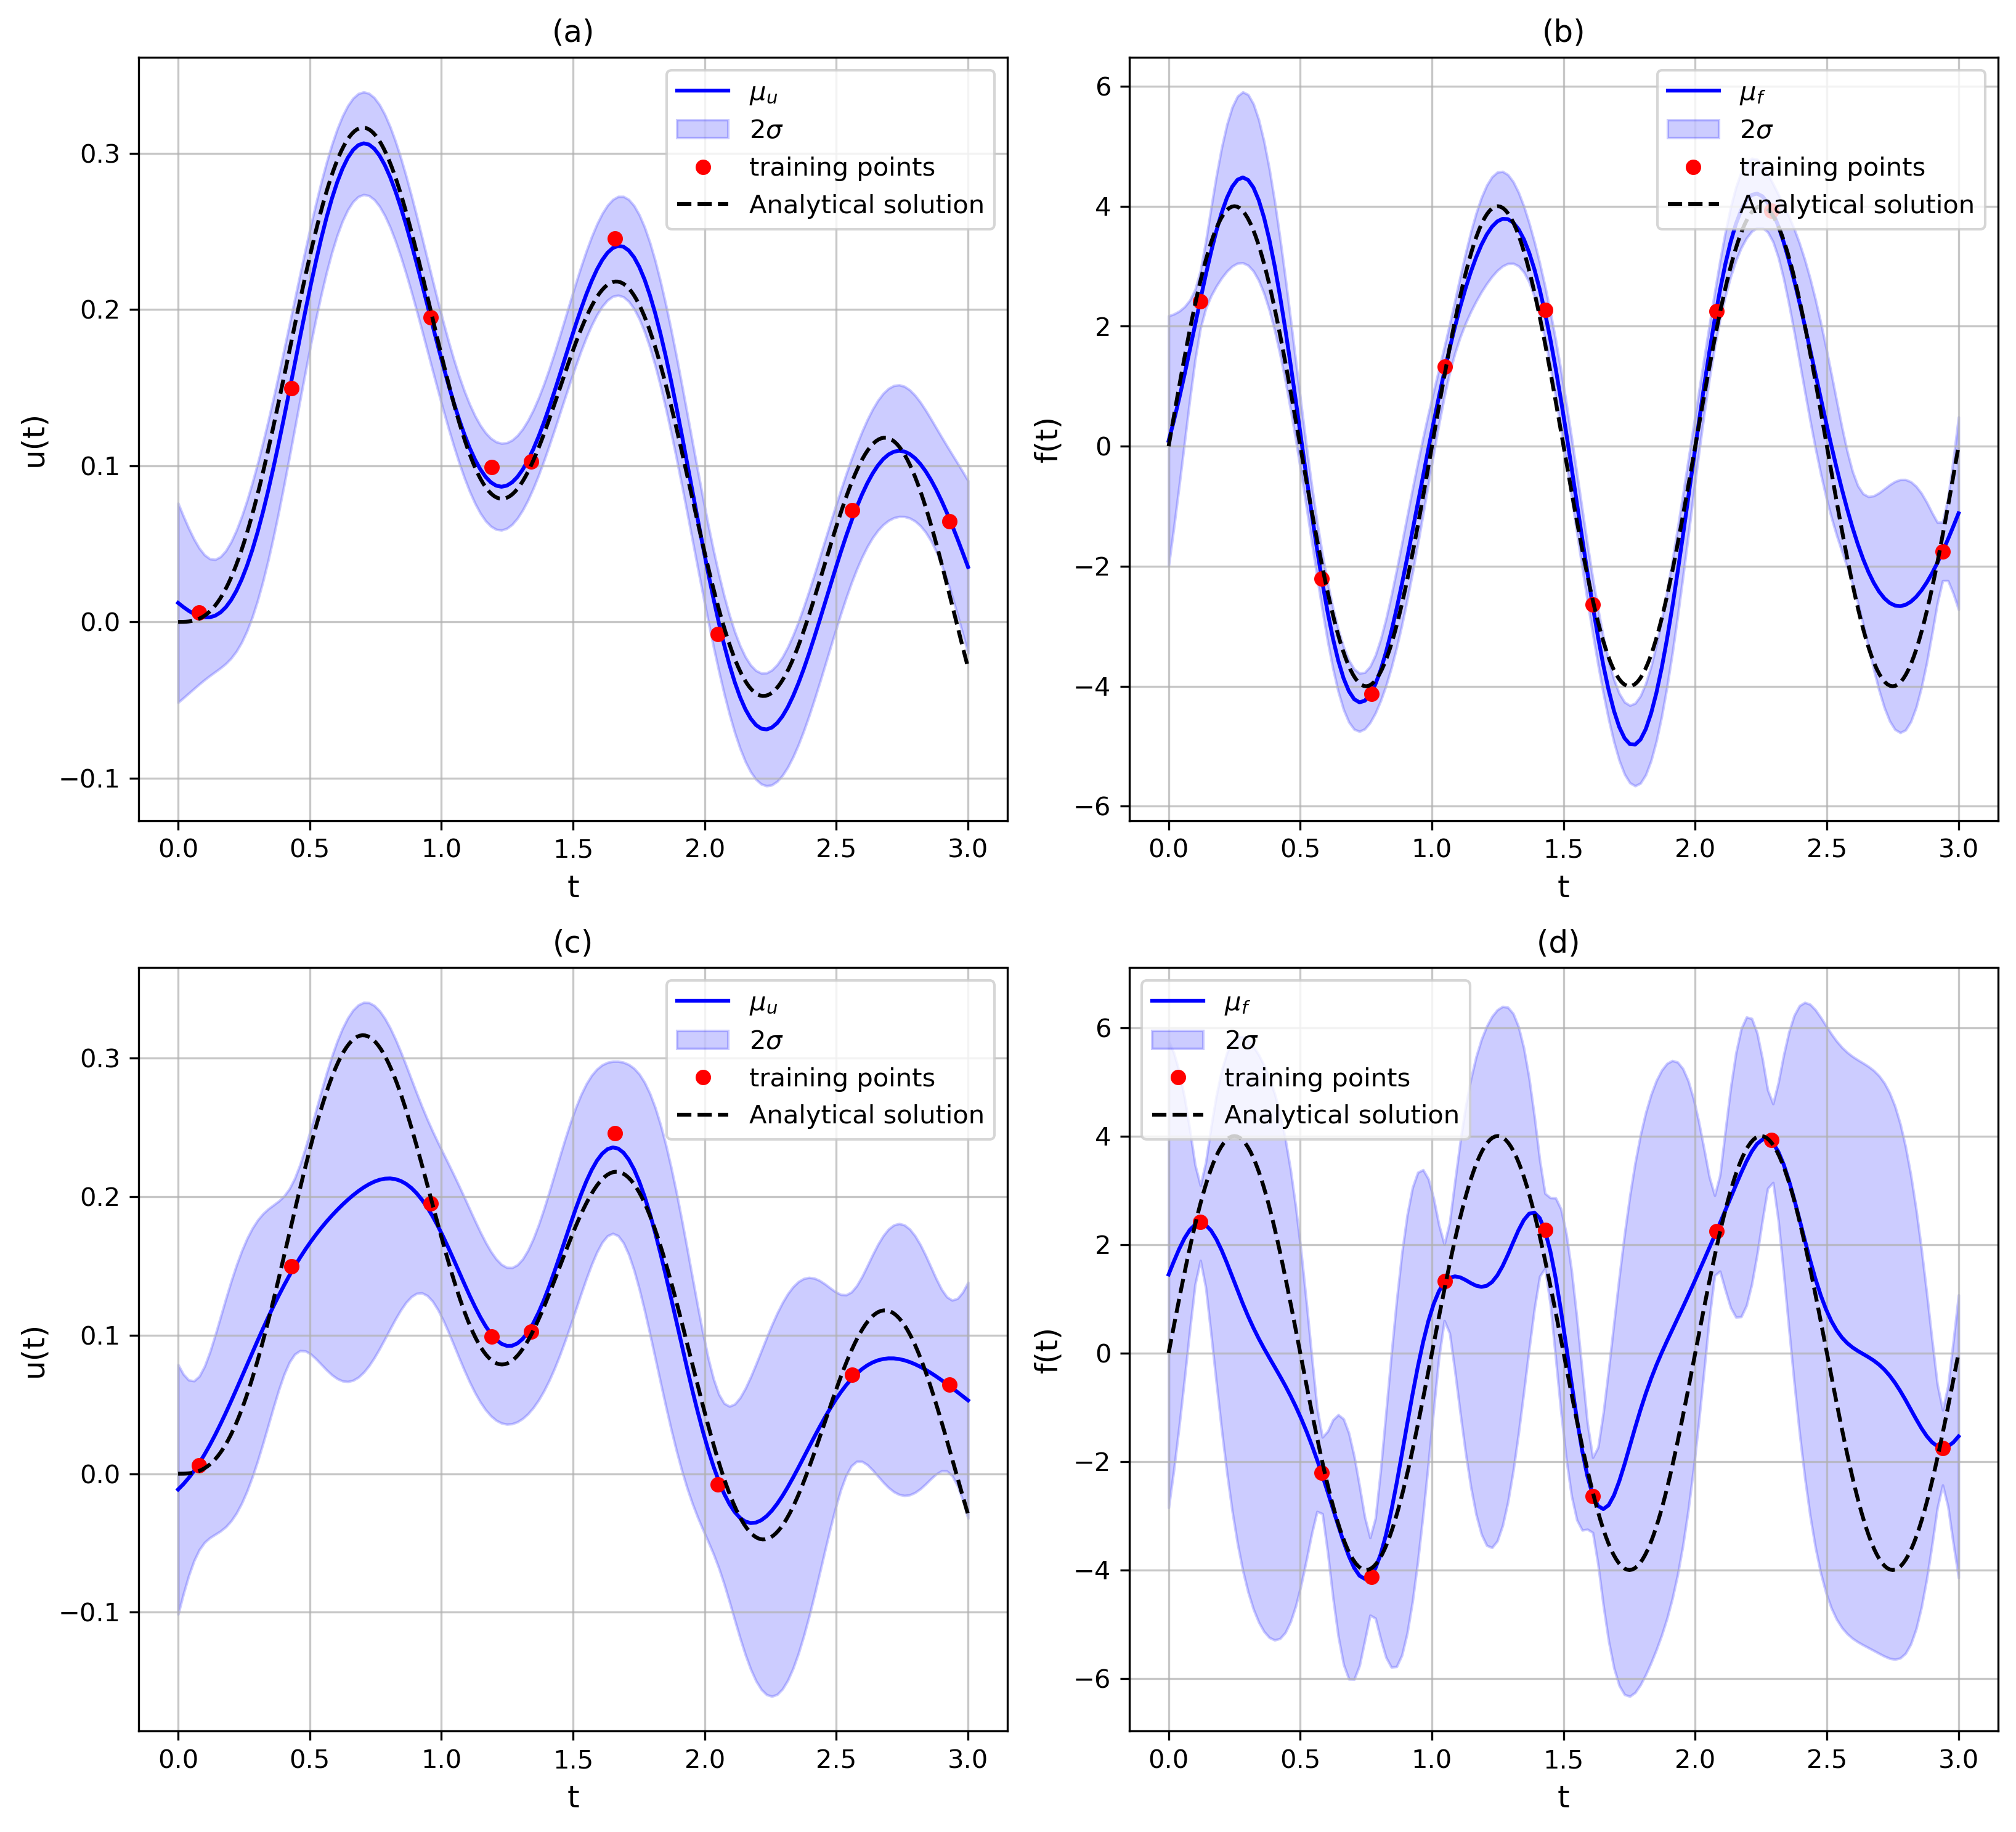 (a)
u(t)
0.3
0.2
0.1
0.0
−0.1
μu
2σ
training points
Analytical solution
0.0 0.5 1.0 1.5 2.0 2.5 3.0
t
(b)
f(t)
6
4
2
0
−2
−4
−6
μf
2σ
training points
Analytical solution
0.0 0.5 1.0 1.5 2.0 2.5 3.0
t
(c)
u(t)
0.3
0.2
0.1
0.0
−0.1
μu
2σ
training points
Analytical solution
0.0 0.5 1.0 1.5 2.0 2.5 3.0
t
(d)
f(t)
6
4
2
0
−2
−4
−6
μf
2σ
training points
Analytical solution
0.0 0.5 1.0 1.5 2.0 2.5 3.0
t